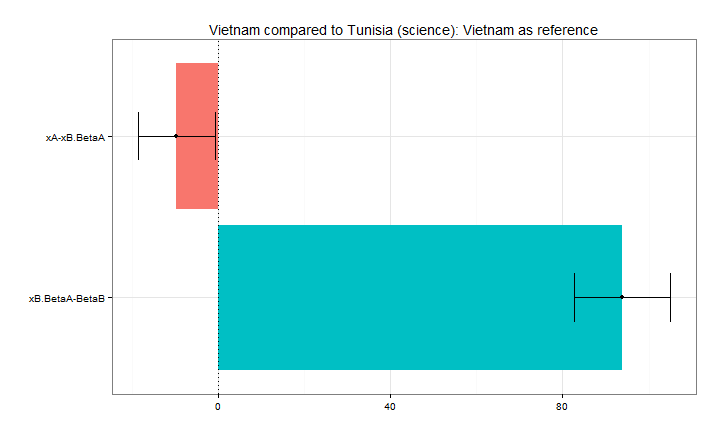 Vietnam compared to Tunisia (science): Vietnam as reference
xA-xB.BetaA
xB.BetaA-BetaB
0 40 80